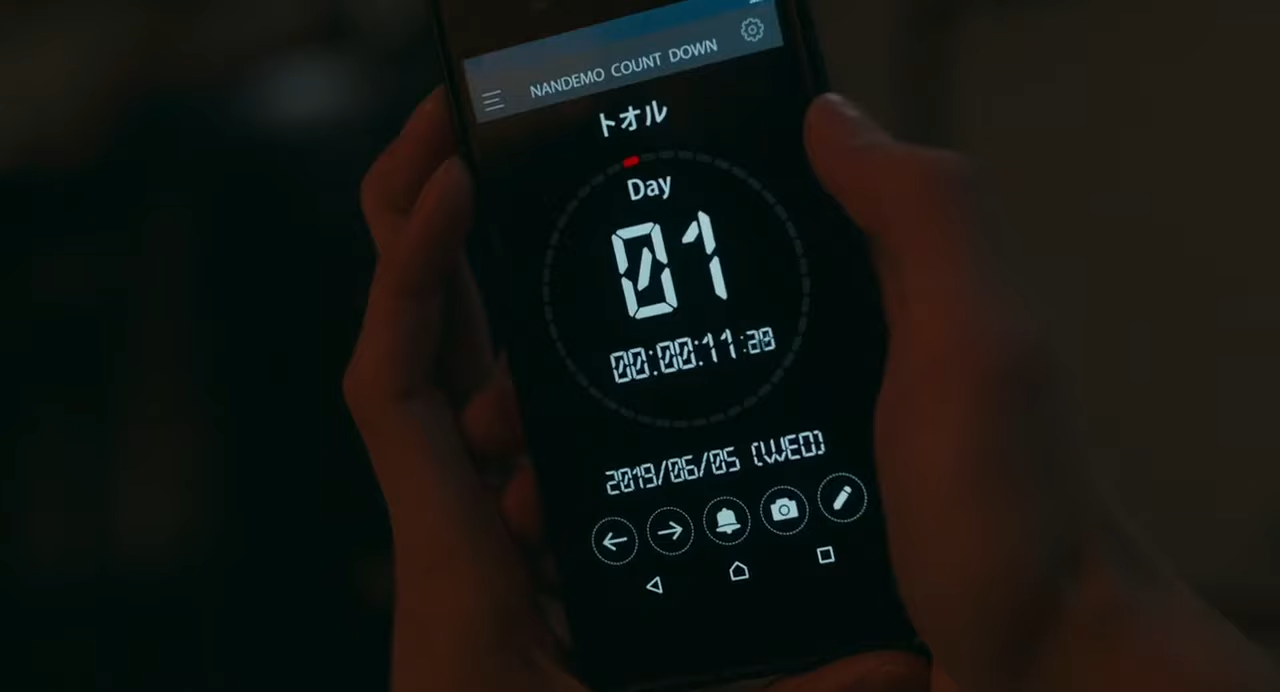 NANDEMO COUNT DOWN
トオル
Day
01
00:00:11:28
2019/06/05 (WED)